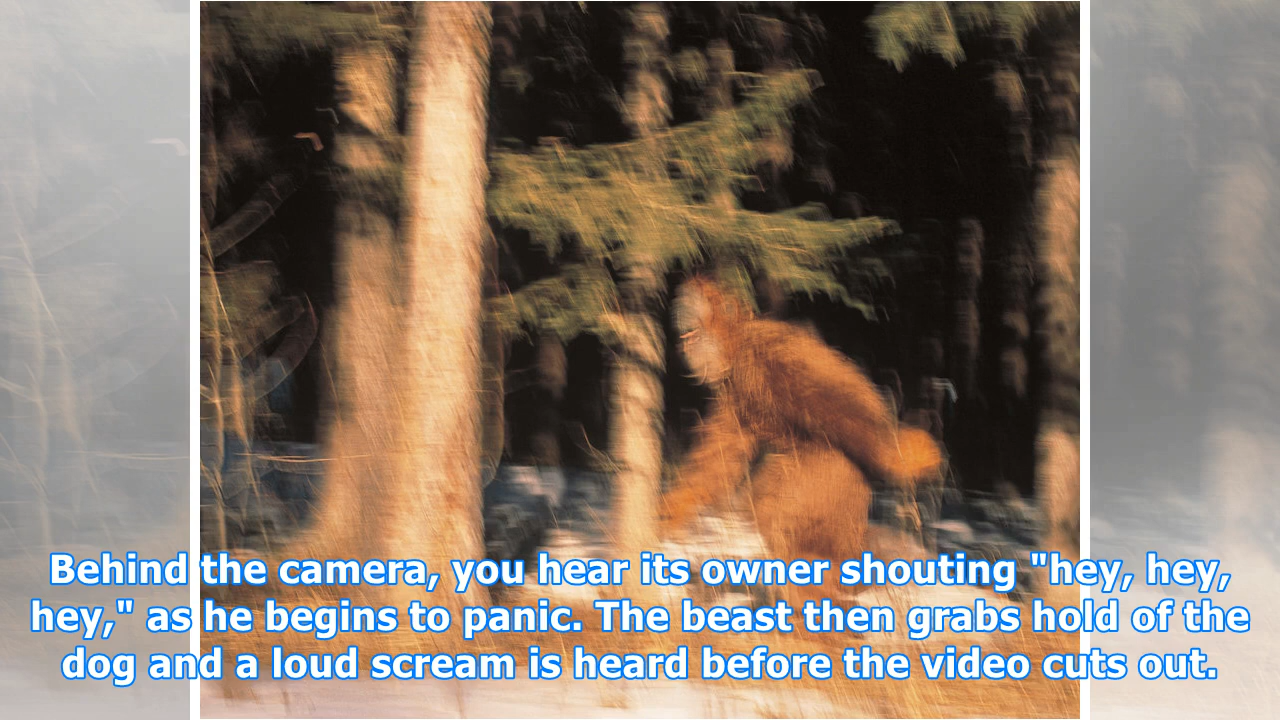 Behind the camera, you hear its owner shouting "hey, hey,
hey," as he begins to panic. The beast then grabs hold of the
dog and a loud scream is heard before the video cuts out.